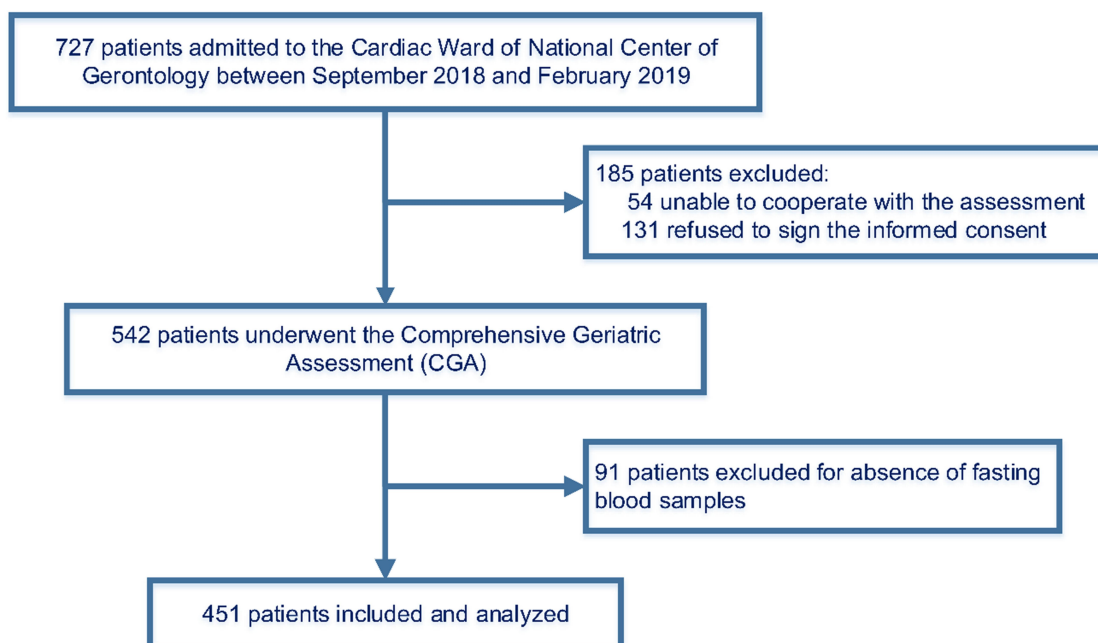 727 patients admitted to the Cardiac Ward of National Center of
Gerontology between September 2018 and February 2019
185 patients excluded:
54 unable to cooperate with the assessment
131 refused to sign the informed consent
542 patients underwent the Comprehensive Geriatric
Assessment (CGA)
91 patients excluded for absence of fasting
blood samples
451 patients included and analyzed